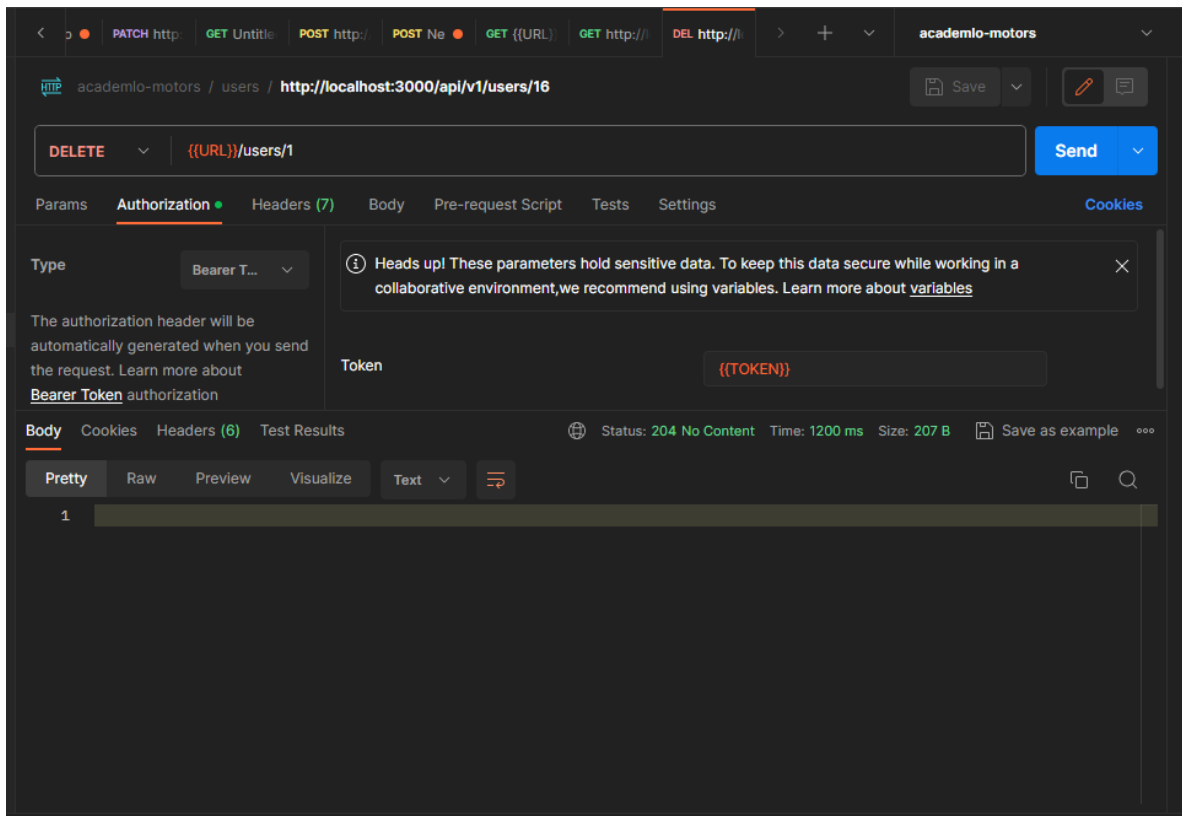 PATCH http: GET Untitle POST http:/ POST Ne GET {{URL} GET http://l DEL http://l academlo-motors
HTTP academlo-motors / users / http://localhost:3000/api/v1/users/16 Save
DELETE {{URL}}/users/1 Send
Params Authorization Headers (7) Body Pre-request Script Tests Settings Cookies
Type Bearer T...
The authorization header will be
automatically generated when you send
the request. Learn more about
Bearer Token authorization
Heads up! These parameters hold sensitive data. To keep this data secure while working in a
collaborative environment,we recommend using variables. Learn more about variables
Token {{TOKEN}}
Body Cookies Headers (6) Test Results Status: 204 No Content Time: 1200 ms Size: 207 B Save as example
Pretty Raw Preview Visualize Text
1